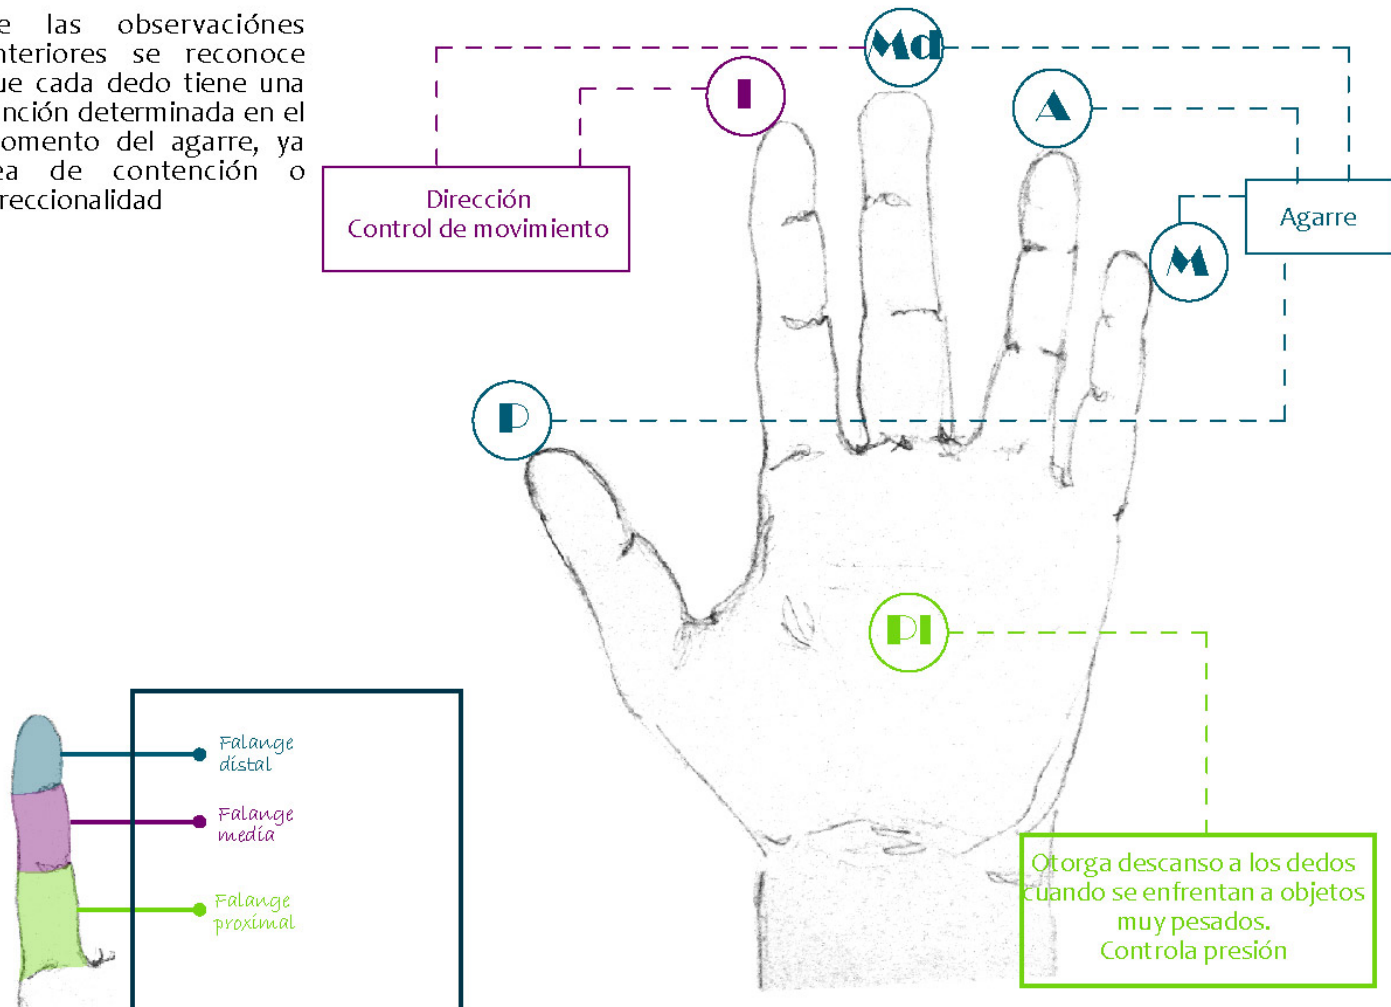 e las observaciónes
nteriores se reconoce
ue cada dedo tiene una
nción determinada en el
omento del agarre, ya
ea de contención o
reccionalidad
Md
I
A
Dirección
Control de movimiento
Agarre
M
P
Pl
Falange
distal
Falange
media
Falange
proximal
Otorga descanso a los dedos
cuando se enfrentan a objetos
muy pesados.
Controla presión